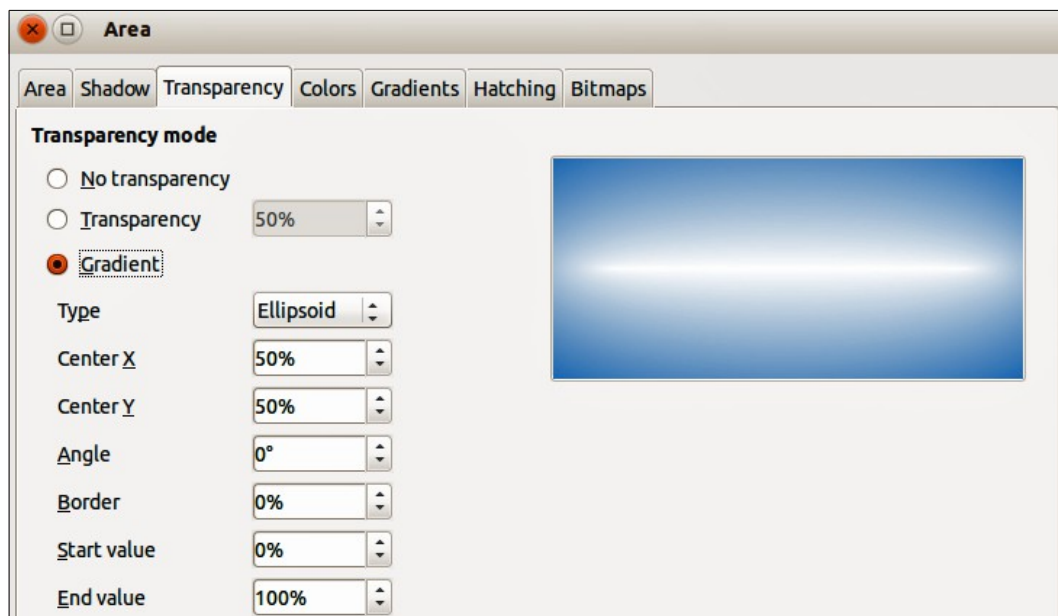 Area
Area Shadow Transparency Colors Gradients Hatching Bitmaps
Transparency mode
No transparency
Transparency 50%
Gradient
Type Ellipsoid
Center X 50%
Center Y 50%
Angle 0°
Border 0%
Start value 0%
End value 100%